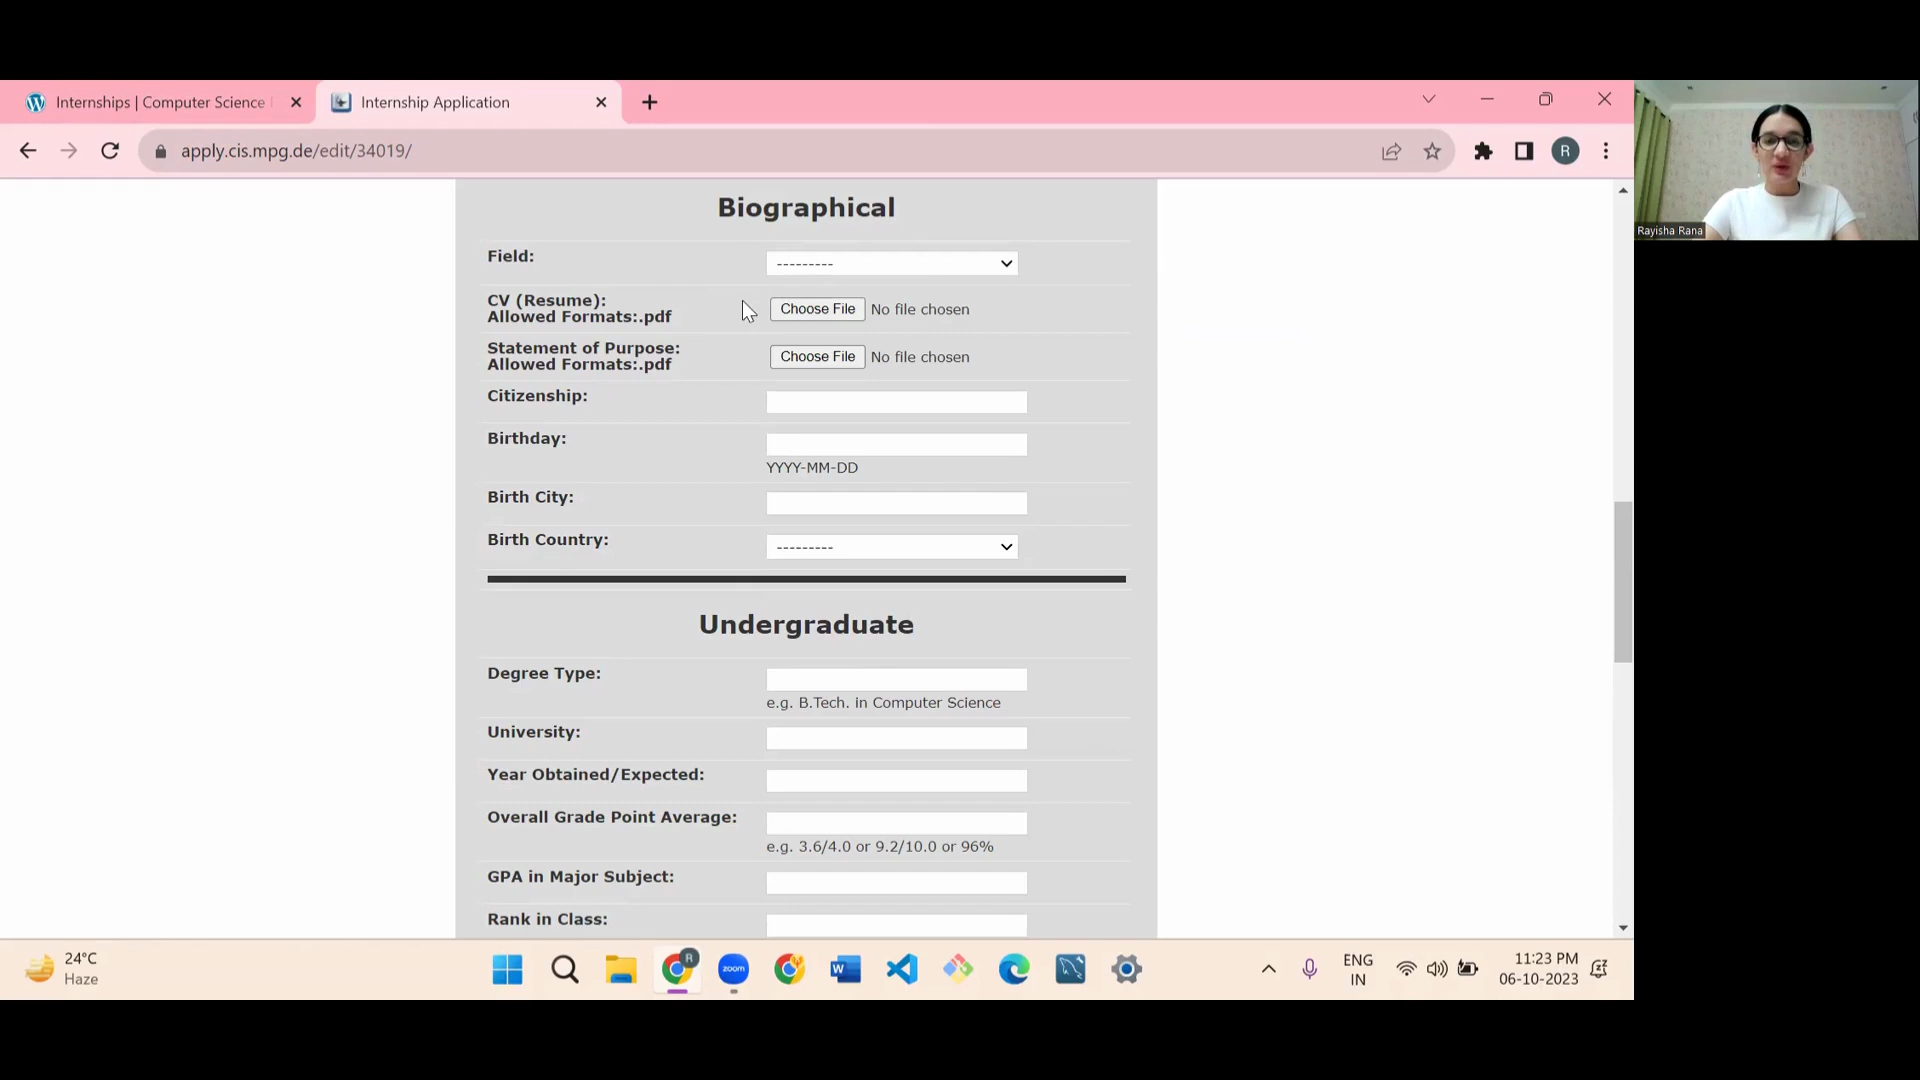 Internships | Computer Science
Internship Application
apply.cis.mpg.de/edit/34019/
R
Rayisha Rana
Biographical
Field:
---------
CV (Resume):
Allowed Formats:.pdf
Choose File No file chosen
Statement of Purpose:
Allowed Formats:.pdf
Choose File No file chosen
Citizenship:
Birthday:
YYYY-MM-DD
Birth City:
Birth Country:
---------
Undergraduate
Degree Type:
e.g. B.Tech. in Computer Science
University:
Year Obtained/Expected:
Overall Grade Point Average:
e.g. 3.6/4.0 or 9.2/10.0 or 96%
GPA in Major Subject:
Rank in Class:
24°C
Haze
R
zoom
W
ENG
IN
11:23 PM
06-10-2023